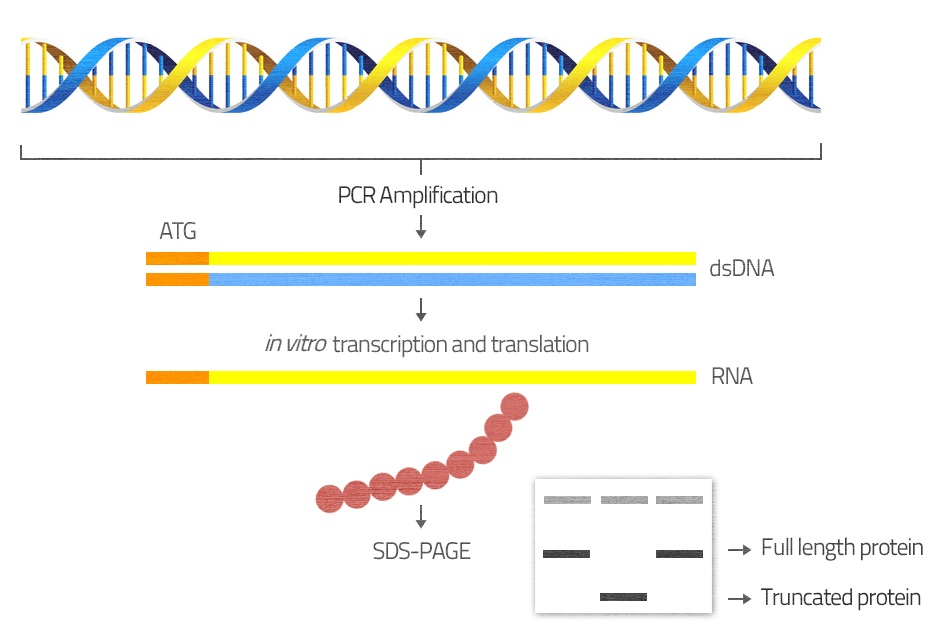 PCR Amplification
ATG
dsDNA
in vitro transcription and translation
RNA
SDS-PAGE
Full length protein
Truncated protein